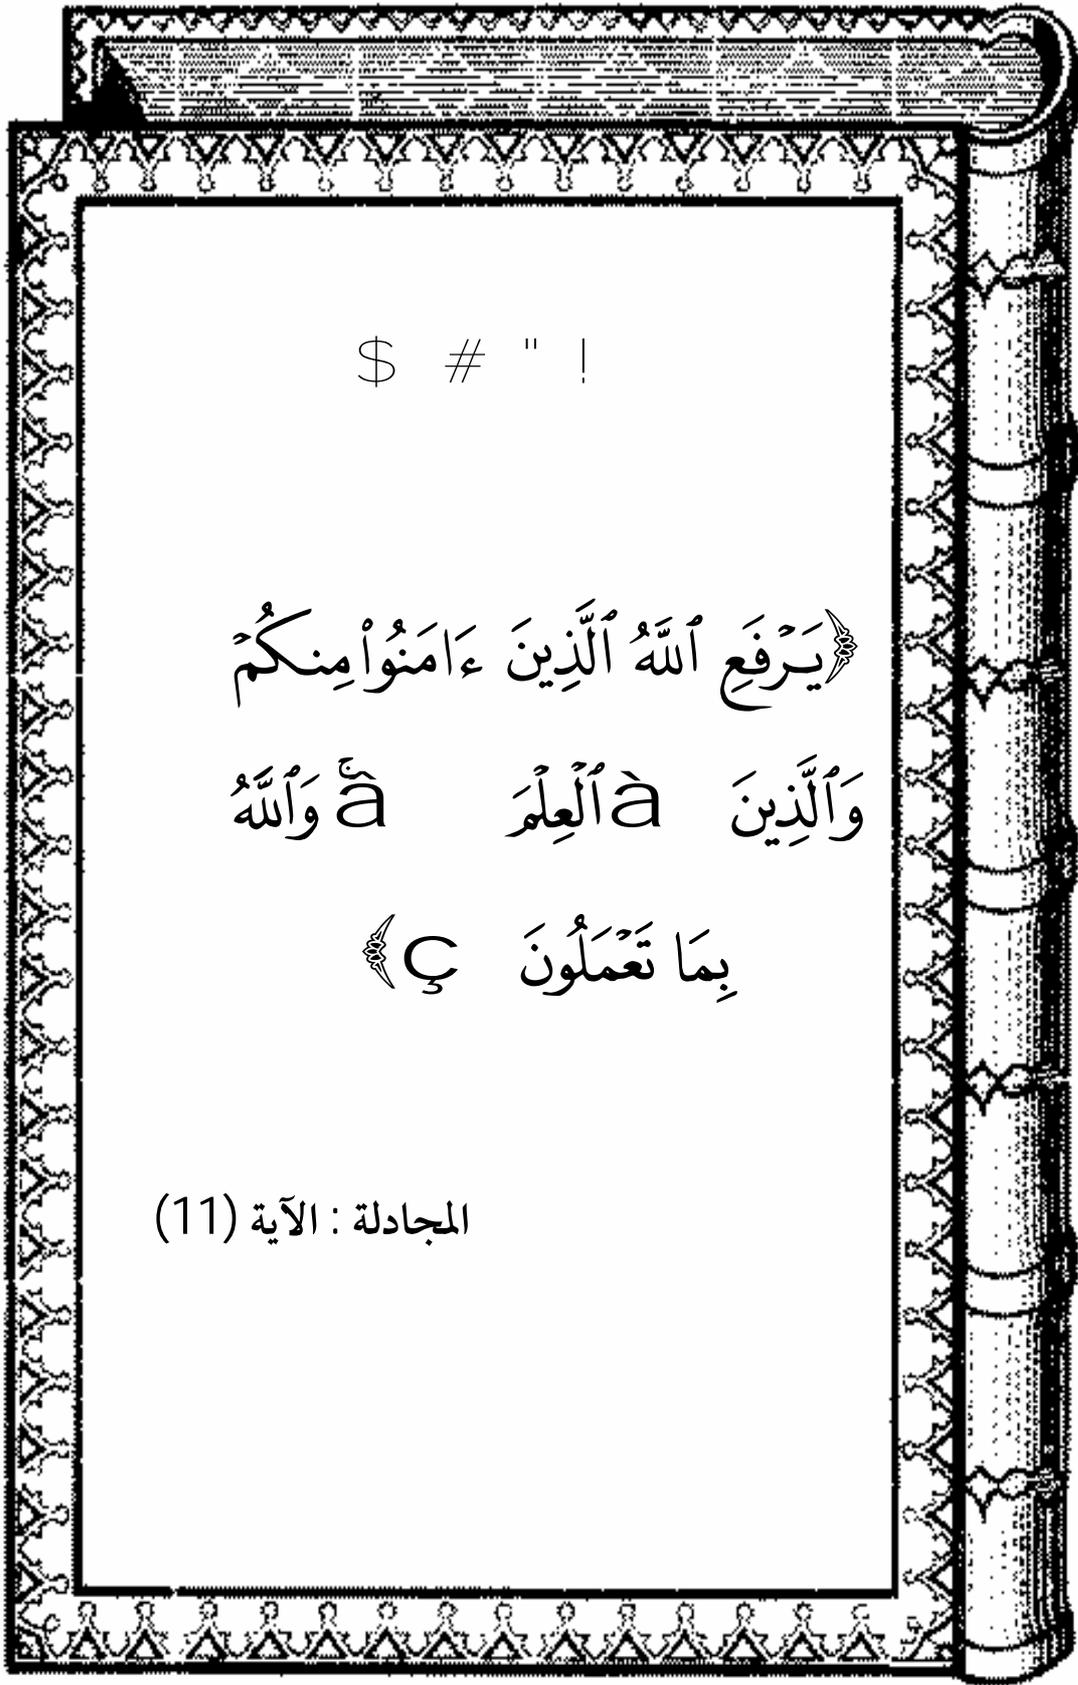 $ # " !
﴿يَرْفَعِ ٱللَّهُ ٱلَّذِينَ ءَامَنُوا۟ مِنكُمْ
وَٱلَّذِينَ à ٱلْعِلْمَ â وَٱللَّهُ
بِمَا تَعْمَلُونَ ç ﴾
المجادلة : الآية (11)